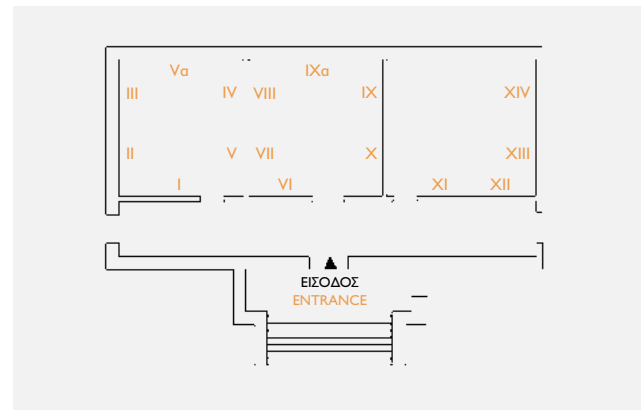 Va IXa
III IV VIII IX XIV
II V VII X XIII
I VI XI XII
ΕΙΣΟΔΟΣ
ENTRANCE